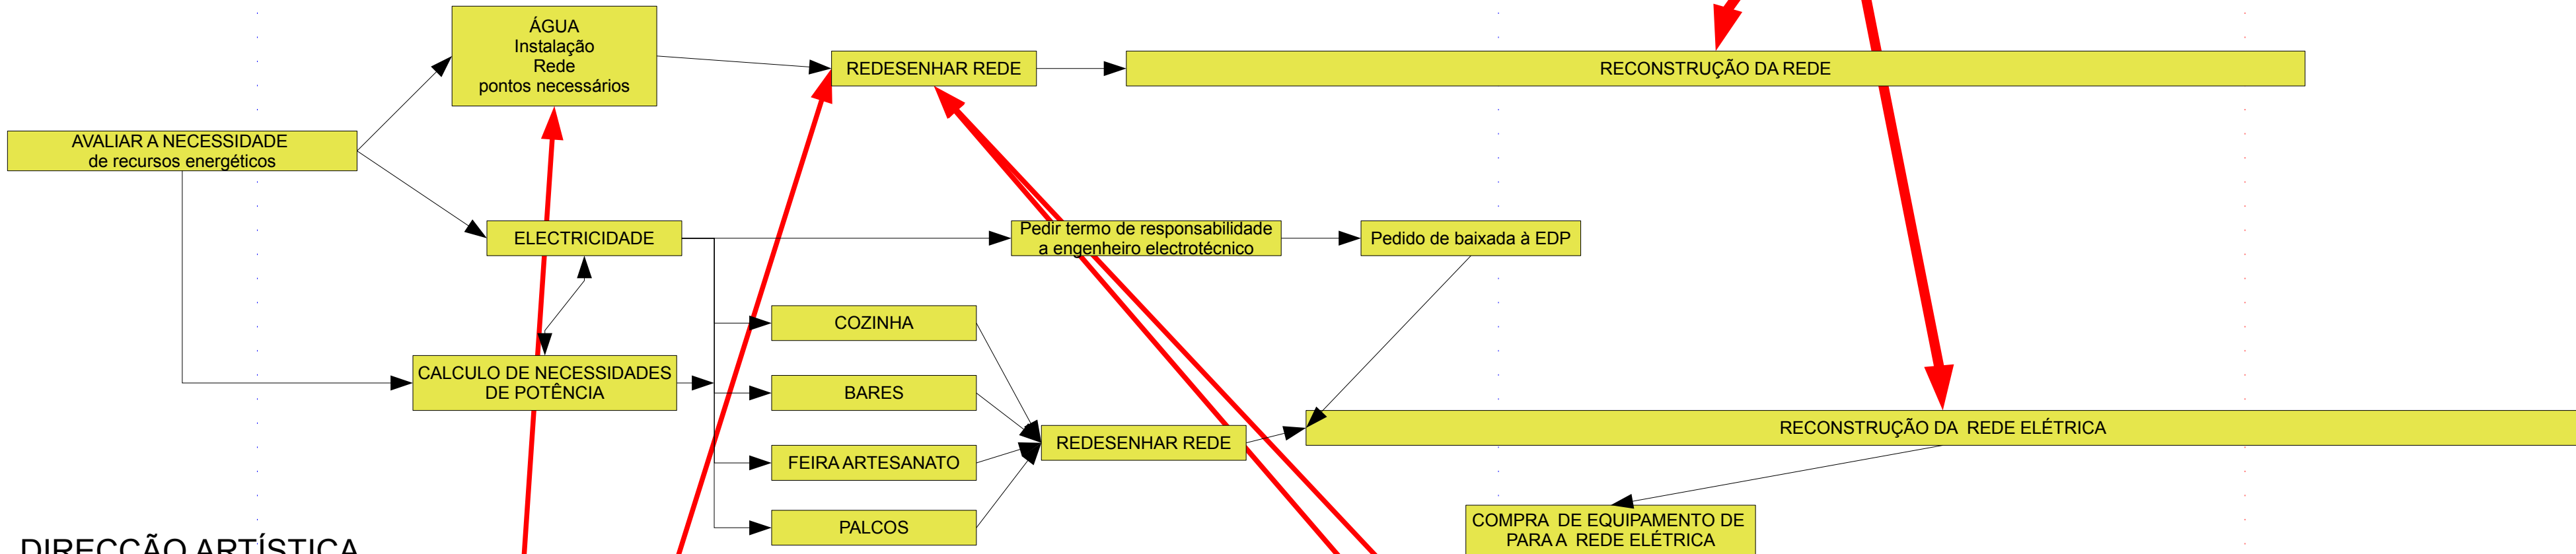 ÁGUA
Instalação
Rede
pontos necessários
REDESENHAR REDE
RECONSTRUÇÃO DA REDE
AVALIAR A NECESSIDADE
de recursos energéticos
ELECTRICIDADE
Pedir termo de responsabilidade
a engenheiro electrotécnico
Pedido de baixada à EDP
COZINHA
CALCULO DE NECESSIDADES
DE POTÊNCIA
BARES
REDESENHAR REDE
RECONSTRUÇÃO DA REDE ELÉTRICA
FEIRA ARTESANATO
PALCOS
COMPRA DE EQUIPAMENTO DE
PARA A REDE ELÉTRICA
DIRECÇÃO ARTÍSTICA